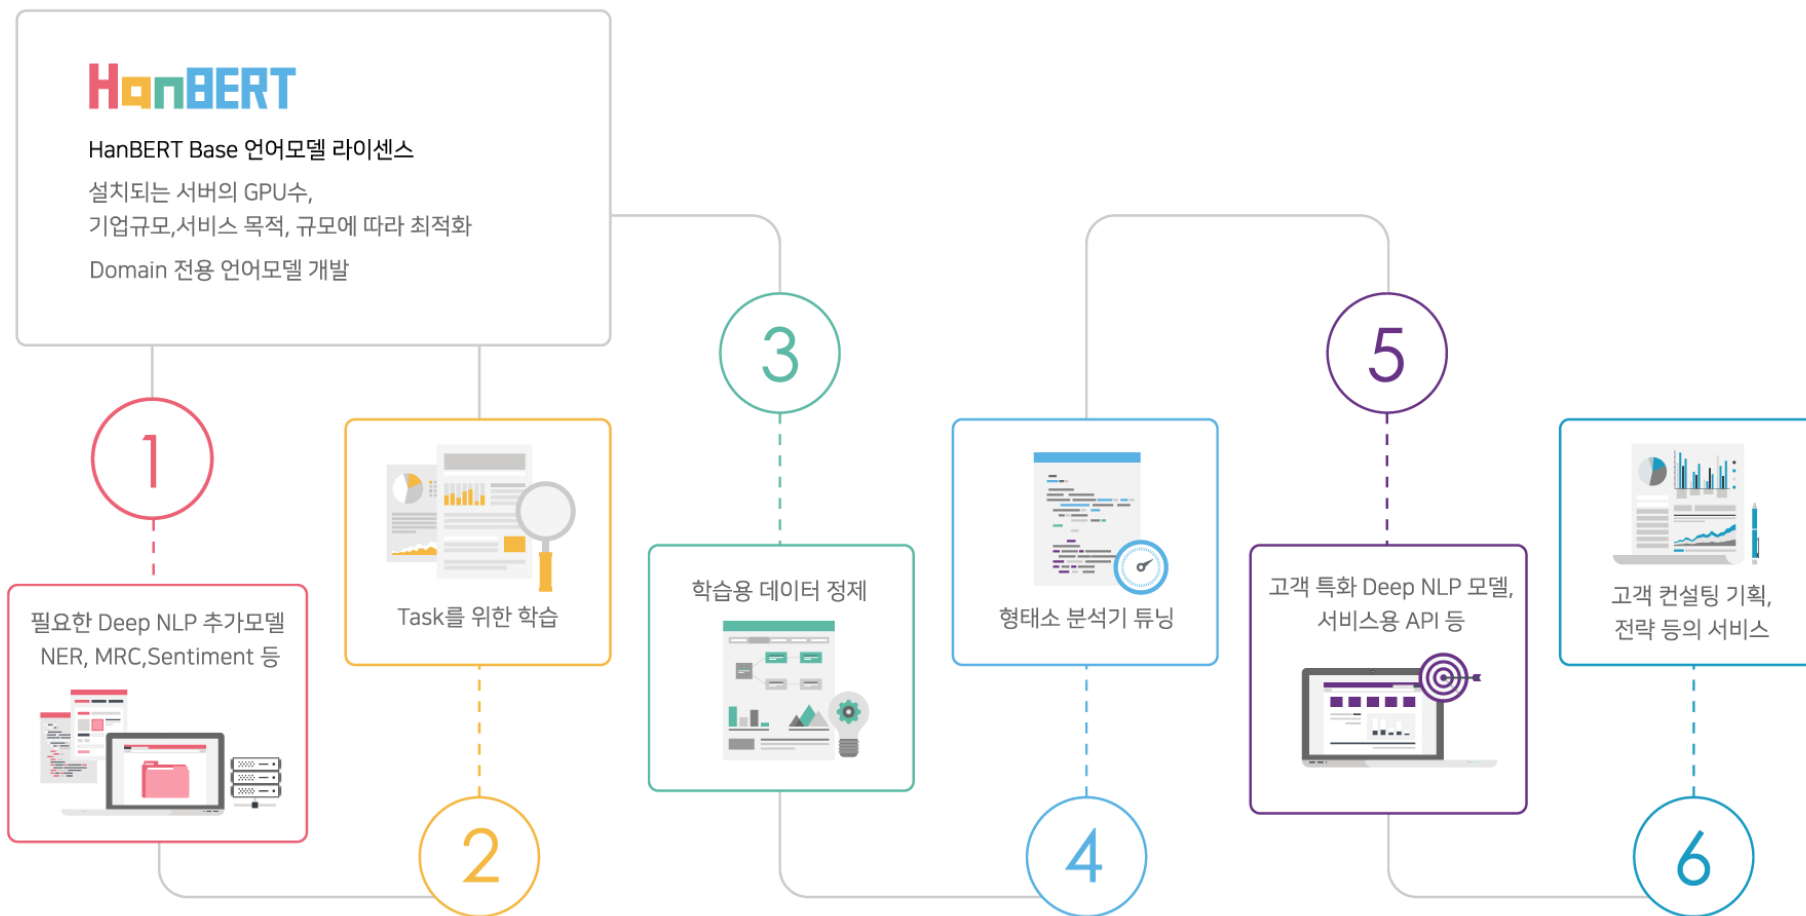 HanBERT
HanBERT Base 언어모델 라이센스
설치되는 서버의 GPU수,
기업규모,서비스 목적, 규모에 따라 최적화
Domain 전용 언어모델 개발
1
필요한 Deep NLP 추가모델
NER, MRC,Sentiment 등
2
Task를 위한 학습
3
학습용 데이터 정제
4
형태소 분석기 튜닝
5
고객 특화 Deep NLP 모델,
서비스용 API 등
6
고객 컨설팅 기획,
전략 등의 서비스